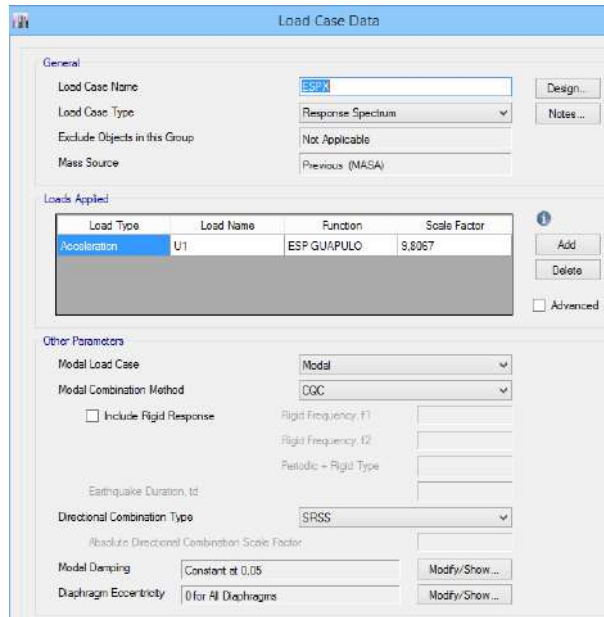 Load Case Data
General
Load Case Name ESPX Design...
Load Case Type Response Spectrum Notes...
Exclude Objects in this Group Not Applicable
Mass Source Previous (MASA)
Loads Applied
Load Type Load Name Function Scale Factor
Acceleration U1 ESP GUAPULO 9,8067
Add
Delete
Advanced
Other Parameters
Modal Load Case Modal
Modal Combination Method CQC
Include Rigid Response Rigid Frequency, f1
Rigid Frequency, f2
Periodic + Rigid Type
Earthquake Duration, td
Directional Combination Type SRSS
Absolute Directional Combination Scale Factor
Modal Damping Constant at 0,05 Modify/Show...
Diaphragm Eccentricity 0 for All Diaphragms Modify/Show...